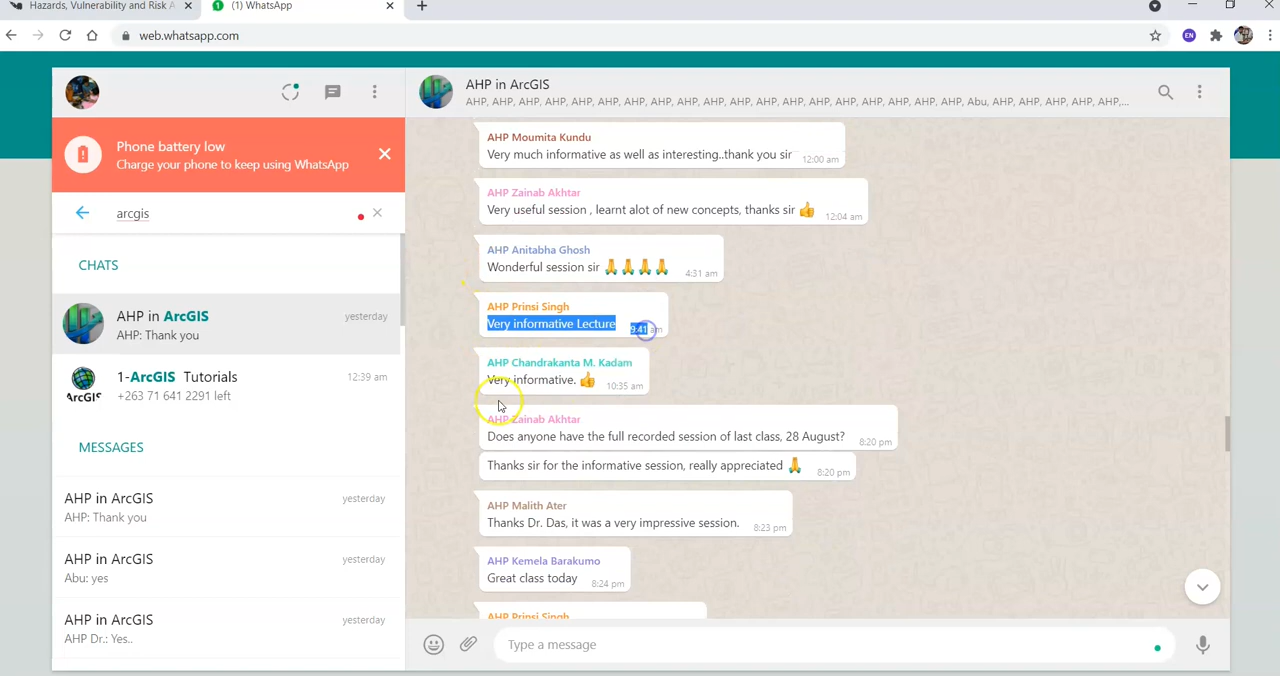 Hazards, Vulnerability and Risk A
(1) WhatsApp
web.whatsapp.com
EN
AHP in ArcGIS
AHP, AHP, AHP, AHP, AHP, AHP, AHP, AHP, AHP, AHP, AHP, AHP, AHP, AHP, AHP, AHP, AHP, AHP, AHP, Abu, AHP, AHP, AHP, AHP, AHP,...
Phone battery low
Charge your phone to keep using WhatsApp
arcgis
CHATS
AHP in ArcGIS
yesterday
AHP: Thank you
1-ArcGIS Tutorials
12:39 am
+263 71 641 2291 left
ArcGIS
MESSAGES
AHP in ArcGIS
yesterday
AHP: Thank you
AHP in ArcGIS
yesterday
Abu: yes
AHP in ArcGIS
yesterday
AHP Dr.: Yes..
AHP Moumita Kundu
Very much informative as well as interesting..thank you sir
12:00 am
AHP Zainab Akhtar
Very useful session , learnt alot of new concepts, thanks sir 👍
12:04 am
AHP Anitabha Ghosh
Wonderful session sir 🙏🙏🙏🙏
4:31 am
AHP Prinsi Singh
Very informative Lecture
9:41 am
AHP Chandrakanta M. Kadam
Very informative. 👍
10:35 am
AHP Zainab Akhtar
Does anyone have the full recorded session of last class, 28 August?
8:20 pm
Thanks sir for the informative session, really appreciated 🙏
8:20 pm
AHP Malith Ater
Thanks Dr. Das, it was a very impressive session.
8:23 pm
AHP Kemela Barakumo
Great class today
8:24 pm
AHP Prinsi Singh
Type a message